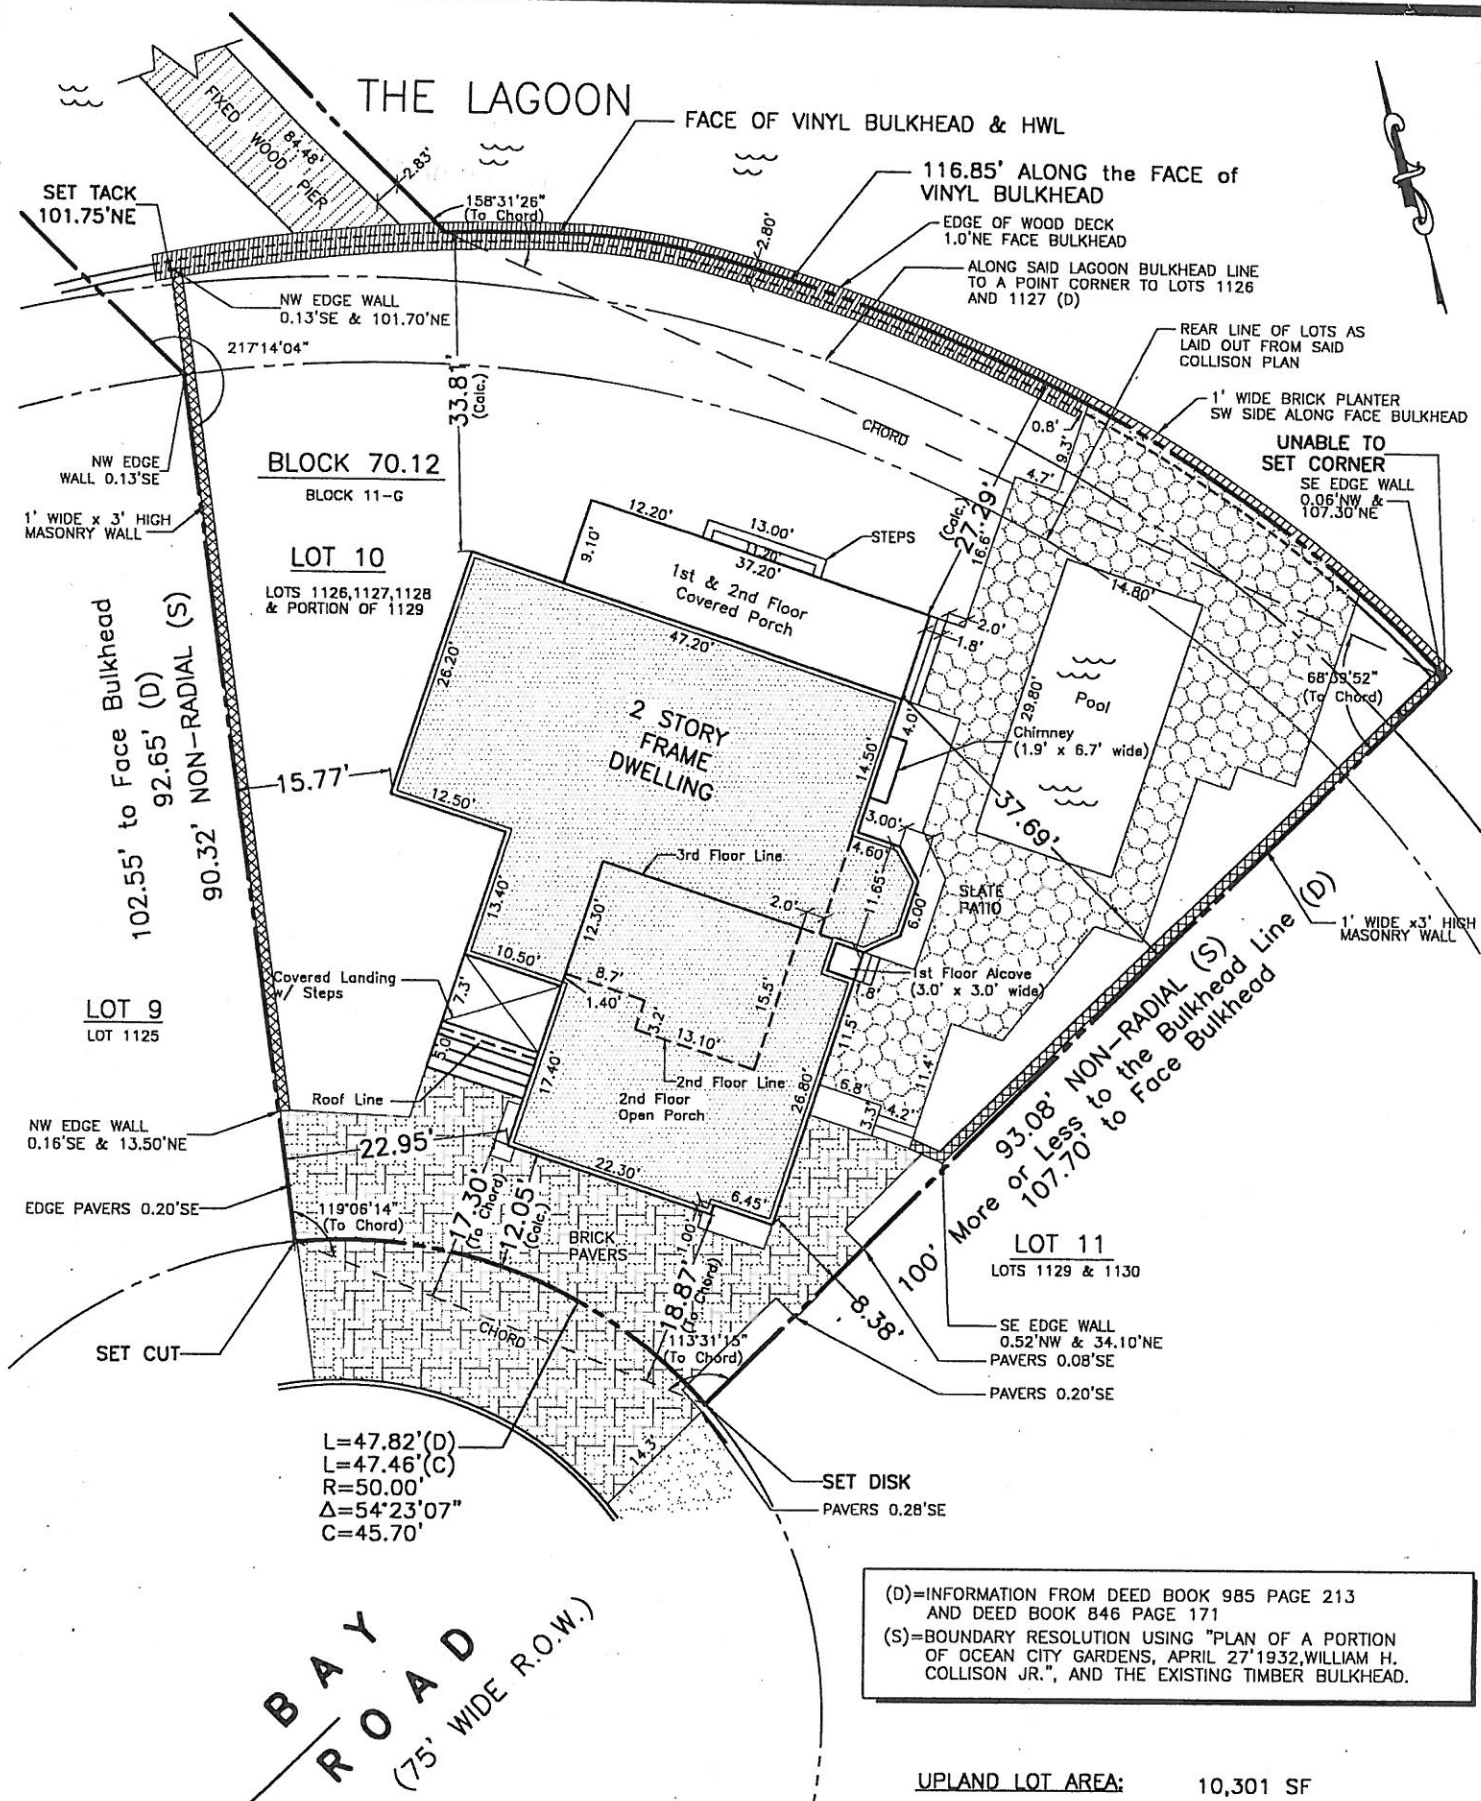 THE LAGOON
FIXED WOOD PIER
84.48'
2.83'
FACE OF VINYL BULKHEAD & HWL
SET TACK
101.75'NE
158°31'26"
(To Chord)
2.80'
116.85' ALONG the FACE of
VINYL BULKHEAD
EDGE OF WOOD DECK
1.0'NE FACE BULKHEAD
ALONG SAID LAGOON BULKHEAD LINE
TO A POINT CORNER TO LOTS 1126
AND 1127 (D)
NW EDGE WALL
0.13'SE & 101.70'NE
217°14'04"
REAR LINE OF LOTS AS
LAID OUT FROM SAID
COLLISON PLAN
33.81'
(Calc.)
1' WIDE BRICK PLANTER
SW SIDE ALONG FACE BULKHEAD
CHORD
0.8'
9.3'
4.7'
UNABLE TO
SET CORNER
SE EDGE WALL
0.06'NW &
107.30'NE
NW EDGE
WALL 0.13'SE
BLOCK 70.12
BLOCK 11-G
1' WIDE x 3' HIGH
MASONRY WALL
LOT 10
LOTS 1126,1127,1128
& PORTION OF 1129
12.20'
13.00'
11.20'
37.20'
STEPS
9.10'
(Calc.)
27.29'
16.6'
1st & 2nd Floor
Covered Porch
14.80'
2.0'
1.8'
47.20'
26.20'
102.55' to Face Bulkhead
92.65' (D)
90.32' NON-RADIAL (S)
2 STORY
FRAME
DWELLING
29.80'
Pool
68°39'52"
(To Chord)
4.0'
Chimney
(1.9' x 6.7' wide)
14.50'
15.77'
12.50'
37.69'
3.00'
4.60'
3rd Floor Line
13.40'
11.65'
6.00'
SLATE
PATIO
2.0'
12.30'
1' WIDE x3' HIGH
MASONRY WALL
10.50'
Covered Landing
w/ Steps
7.3'
8.7'
1.40'
3.2'
13.10'
15.5'
1st Floor Alcove
(3.0' x 3.0' wide)
LOT 9
LOT 1125
5.0'
17.40'
11.5'
2nd Floor Line
2nd Floor
Open Porch
26.80'
6.8'
11.4'
4.2'
3.3'
Roof Line
93.08' NON-RADIAL (S)
100' More or Less to the Bulkhead Line (D)
107.70' to Face Bulkhead
NW EDGE WALL
0.16'SE & 13.50'NE
22.95'
22.30'
6.45'
1.00'
EDGE PAVERS 0.20'SE
119°06'14"
(To Chord)
17.30'
(To Chord)
12.05'
(Calc.)
BRICK
PAVERS
LOT 11
LOTS 1129 & 1130
18.87'
(To Chord)
8.38'
CHORD
113°31'15"
(To Chord)
SET CUT
SE EDGE WALL
0.52'NW & 34.10'NE
PAVERS 0.08'SE
PAVERS 0.20'SE
14.3'
L=47.82'(D)
L=47.46'(C)
R=50.00'
Δ=54°23'07"
C=45.70'
SET DISK
PAVERS 0.28'SE
BAY
ROAD
(75' WIDE R.O.W.)
(D)=INFORMATION FROM DEED BOOK 985 PAGE 213
AND DEED BOOK 846 PAGE 171
(S)=BOUNDARY RESOLUTION USING "PLAN OF A PORTION
OF OCEAN CITY GARDENS, APRIL 27'1932,WILLIAM H.
COLLISON JR.", AND THE EXISTING TIMBER BULKHEAD.
UPLAND LOT AREA: 10,301 SF